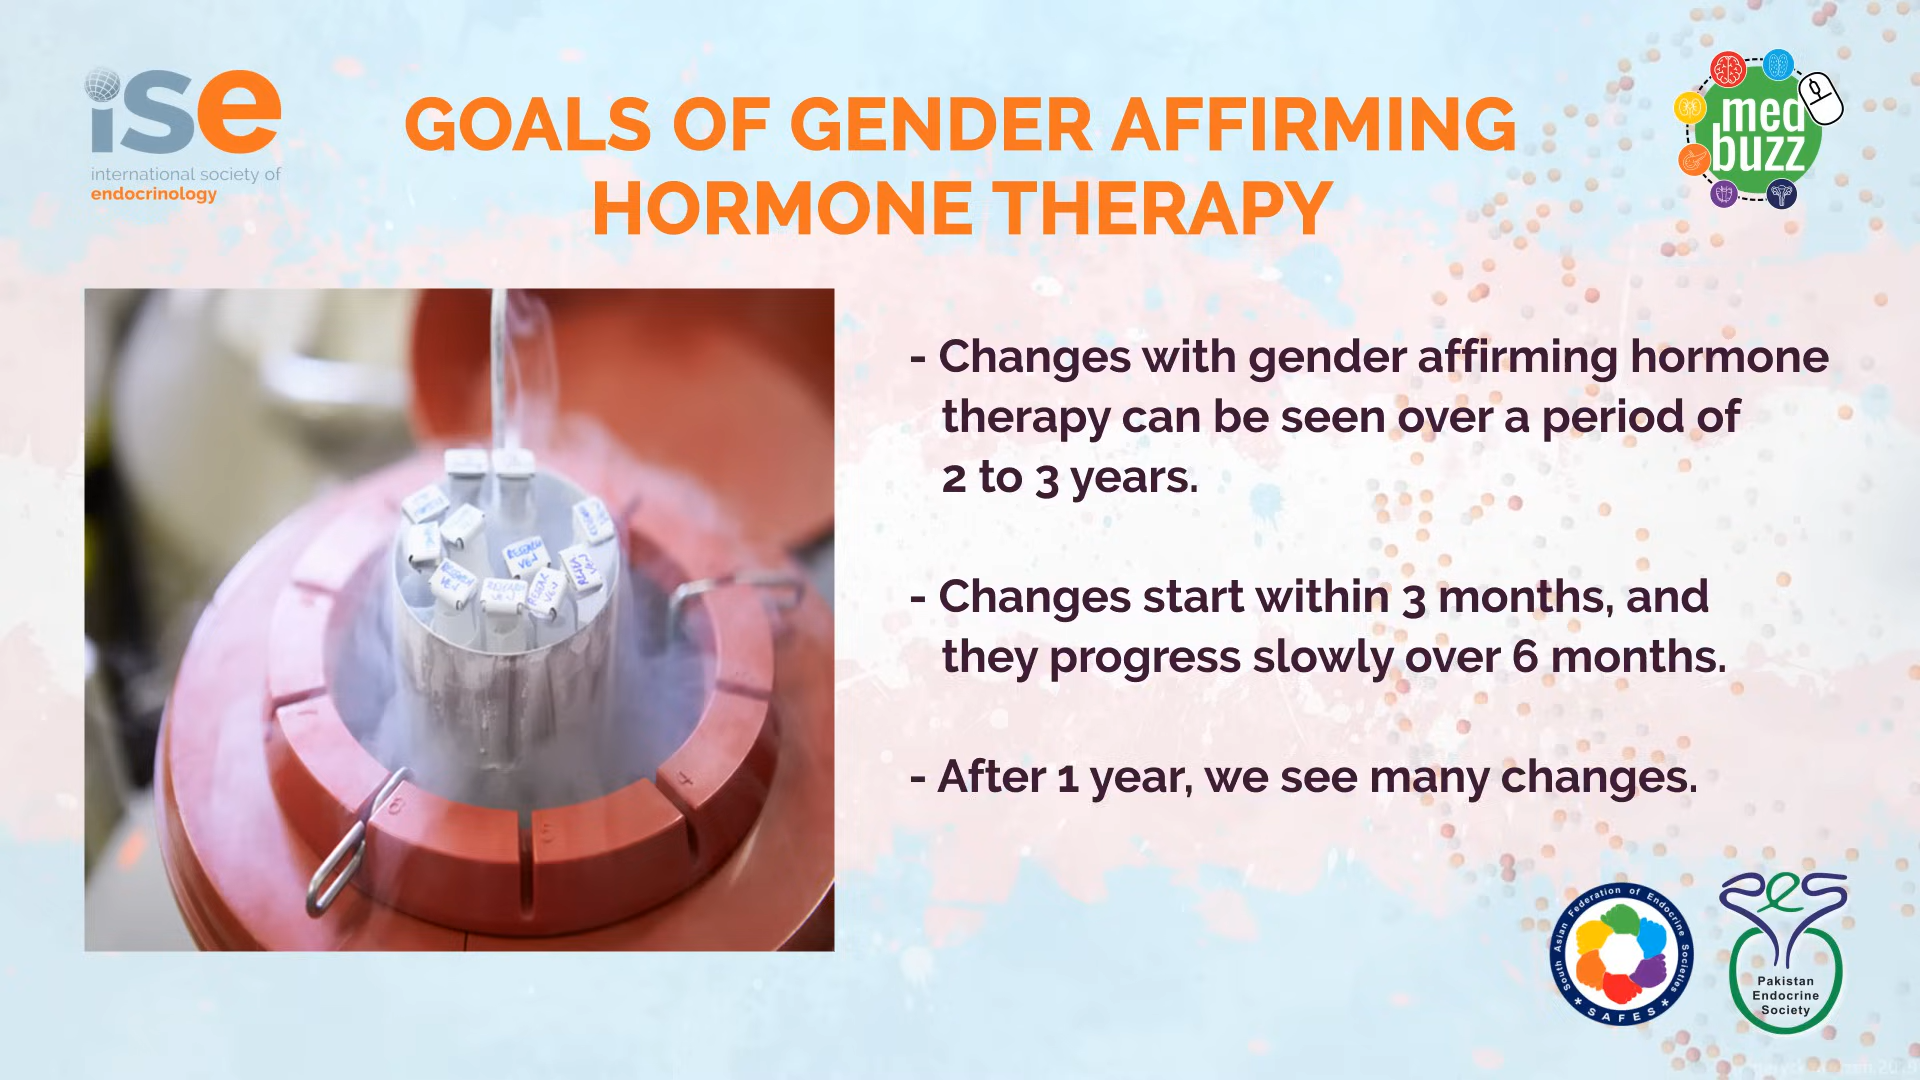 ise
international society of
endocrinology
GOALS OF GENDER AFFIRMING
HORMONE THERAPY
med
buzz
- Changes with gender affirming hormone
therapy can be seen over a period of
2 to 3 years.
- Changes start within 3 months, and
they progress slowly over 6 months.
- After 1 year, we see many changes.
RESEARCH
VEN
South Asian Federation of Endocrine Societies
* SAFES *
PES
Pakistan
Endocrine
Society